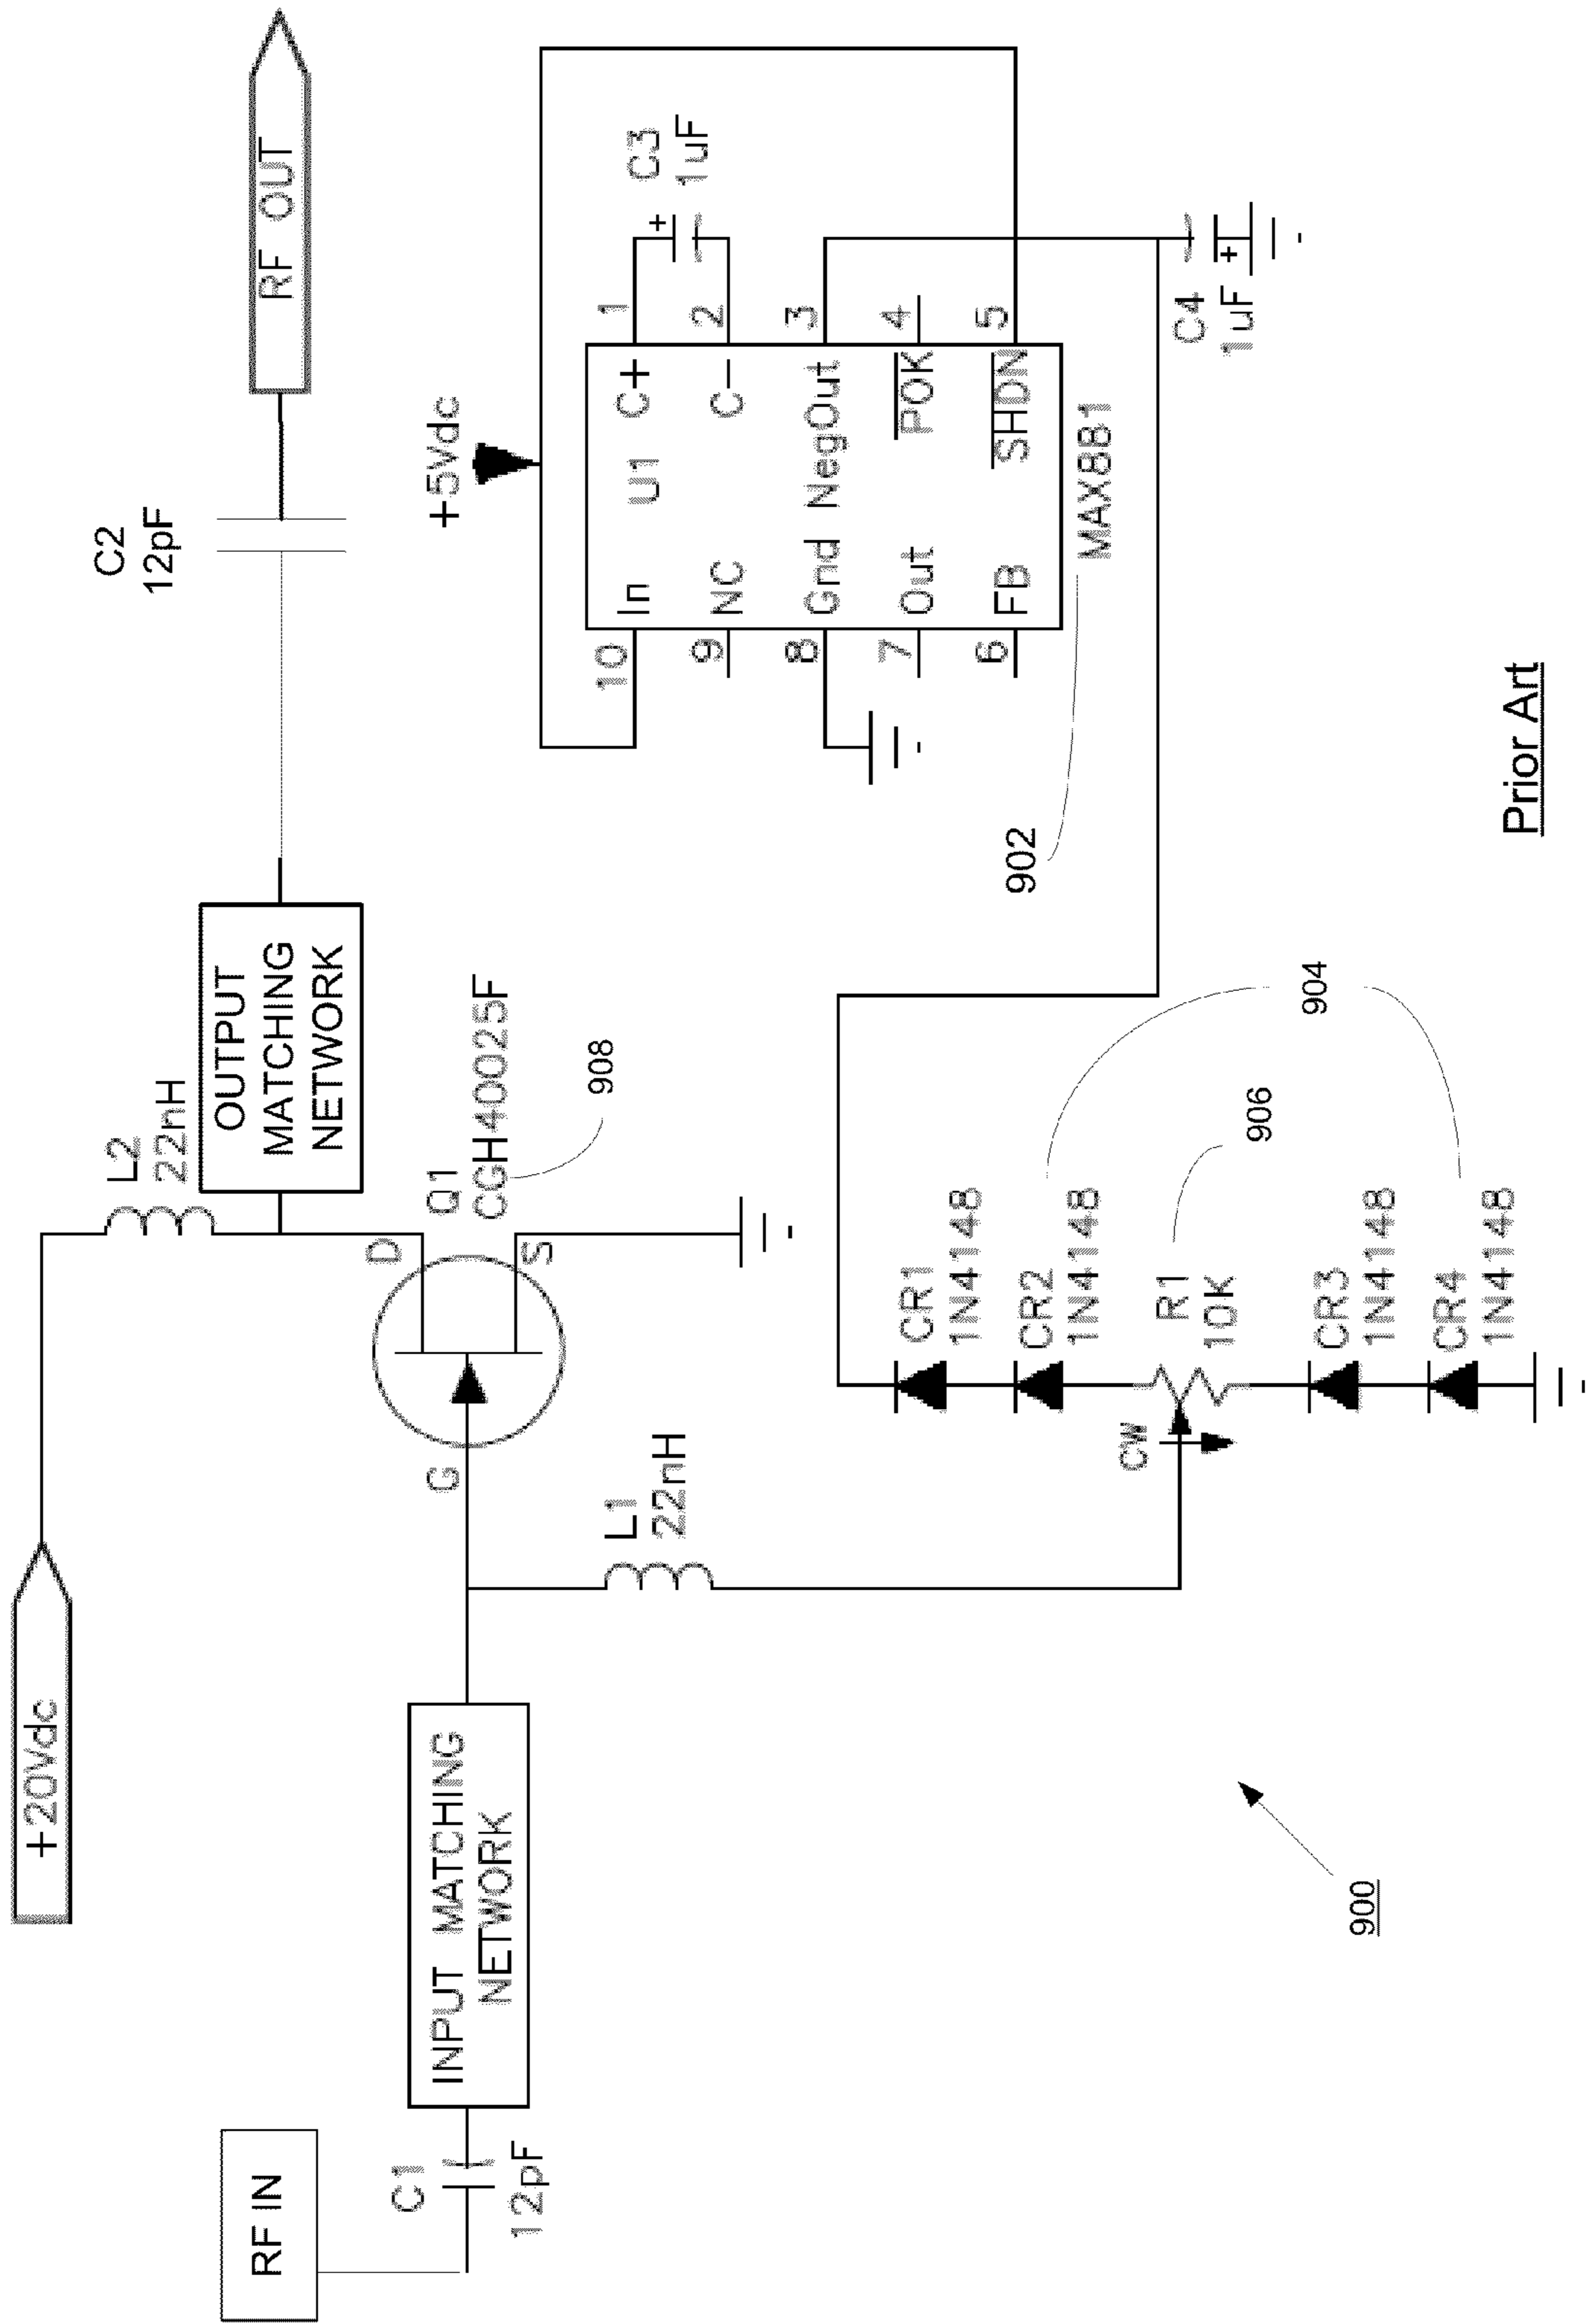 +20Vdc
L2
22nH
C2
12pF
RF OUT
OUTPUT
MATCHING
NETWORK
RF IN
C1
12pF
INPUT MATCHING
NETWORK
G
D
S
Q1
CGH40025F
908
+5Vdc
10
In
C+
1
U1
9
NC
C-
2
8
Gnd
NegOut
3
7
Out
POK
4
6
FB
SHDN
5
MAX881
902
+
C3
1uF
L1
22nH
CR1
1N4148
CR2
1N4148
904
CW
R1
10K
906
CR3
1N4148
CR4
1N4148
C4
1uF
+
900
Prior Art